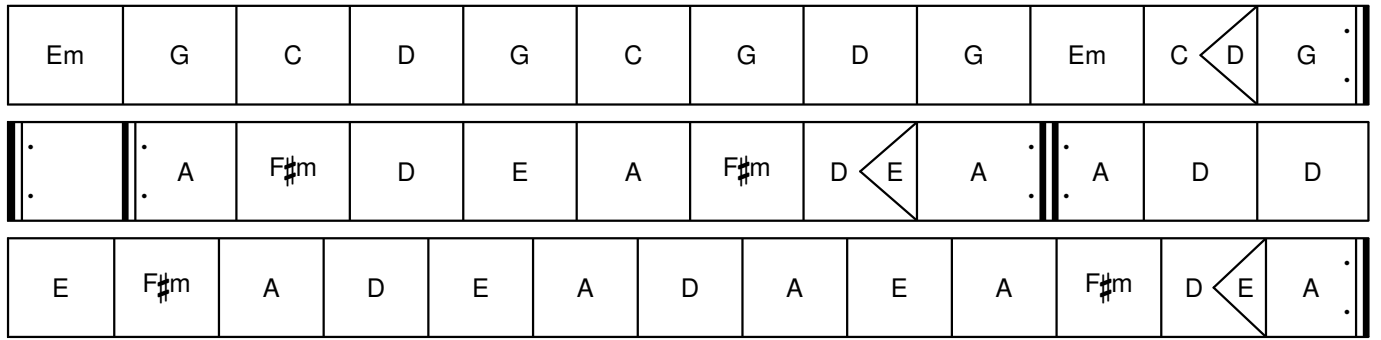 Em G C D G C G D G Em C D G
A F♯m D E A F♯m D E A A D D
E F♯m A D E A D A E A F♯m D E A